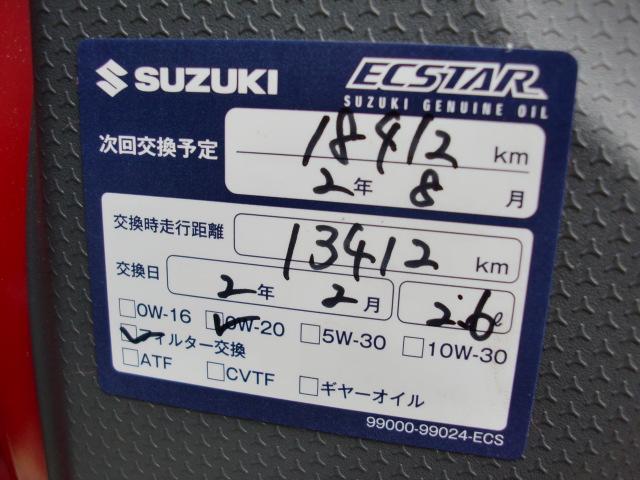 SUZUKI ECSTAR
SUZUKI GENUINE OIL
次回交換予定 18412 km
2年 8月
交換時走行距離 13412 km
交換日 2年 2月 2.6ℓ
□0W-16 ☑0W-20 □5W-30 □10W-30
☑フィルター交換
□ATF □CVTF □ギヤーオイル
99000-99024-ECS